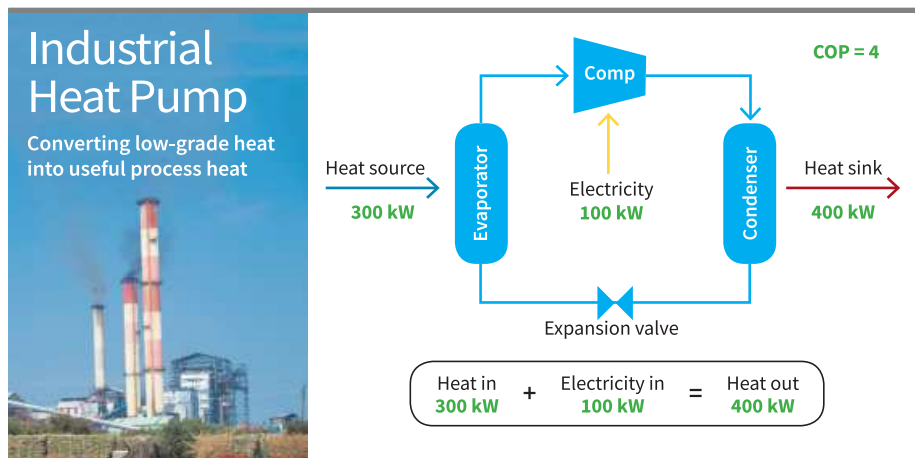 Industrial
Heat Pump
Converting low-grade heat
into useful process heat
COP = 4
Comp
Heat source
300 kW
Evaporator
Electricity
100 kW
Condenser
Heat sink
400 kW
Expansion valve
Heat in + Electricity in = Heat out
300 kW 100 kW 400 kW